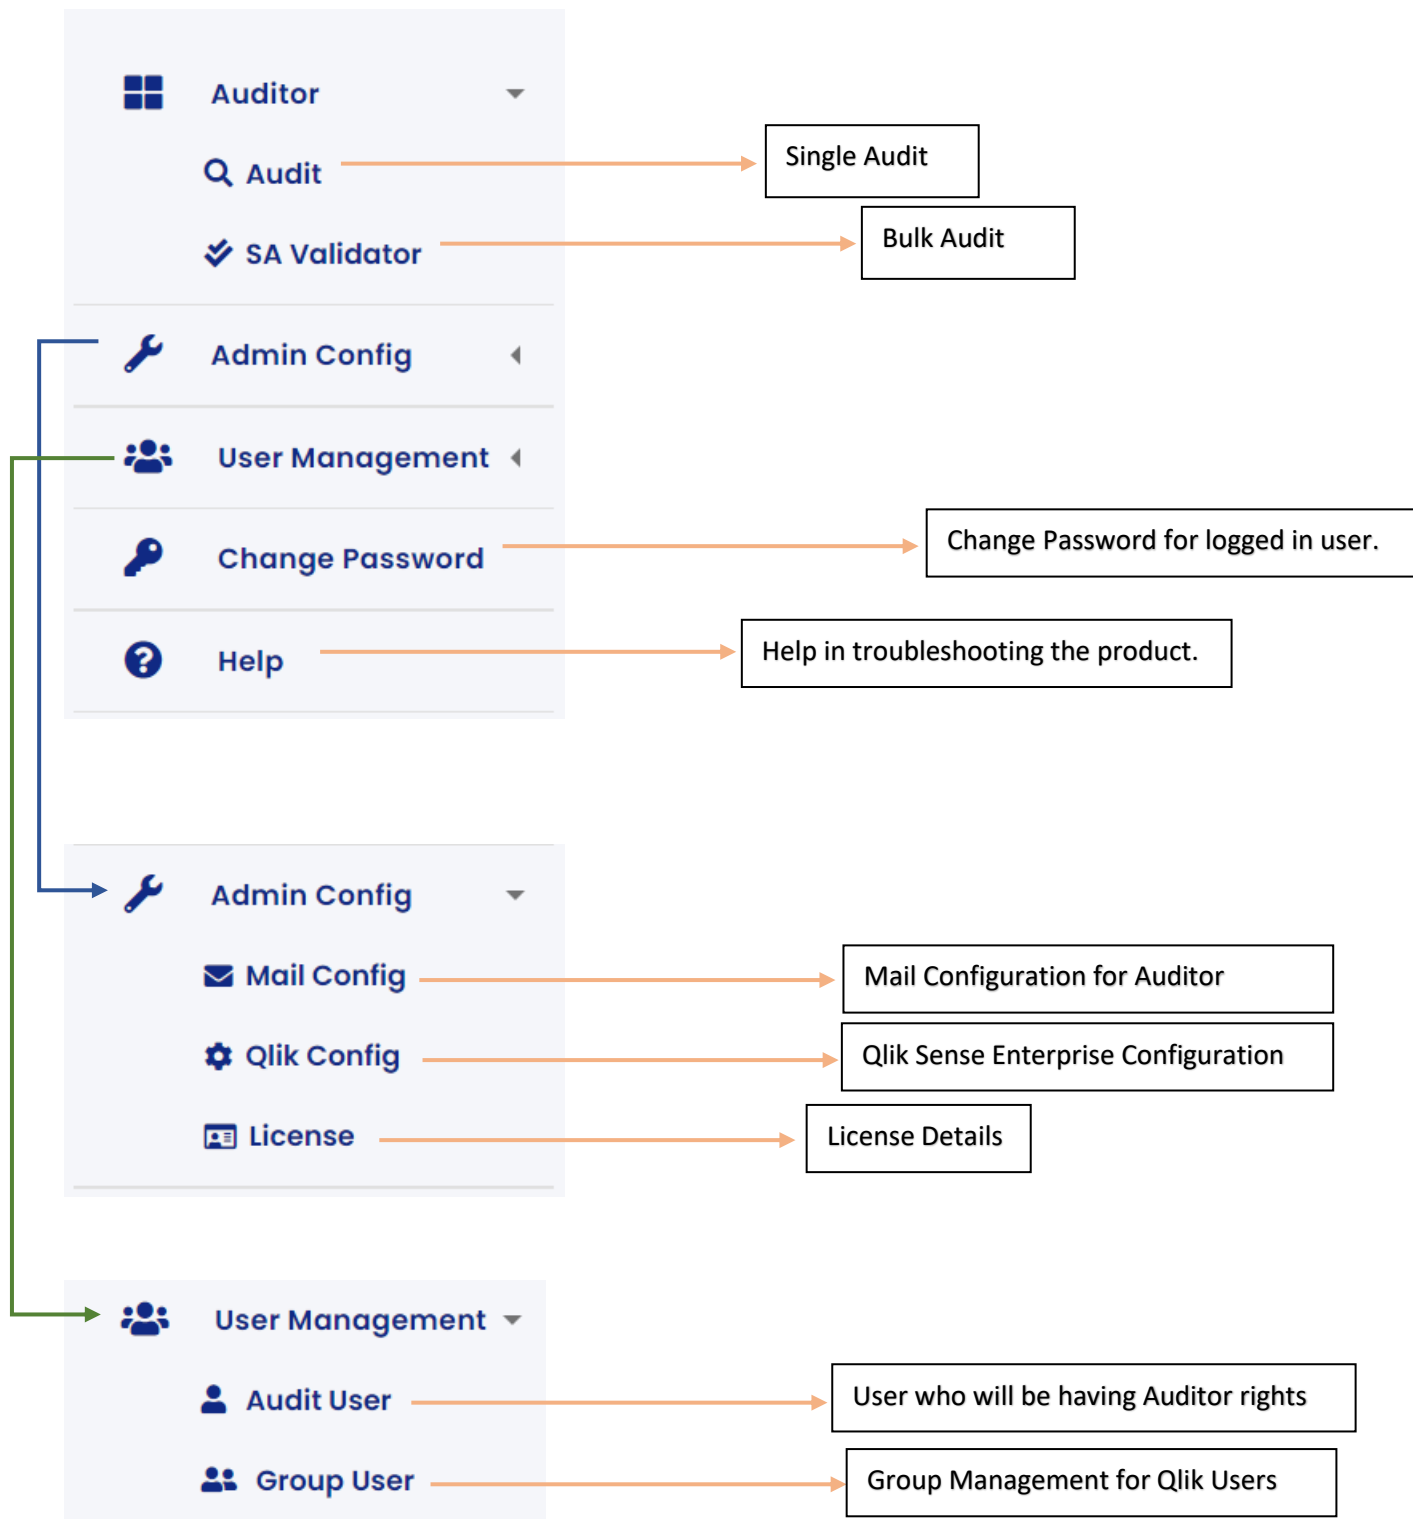 Auditor
Audit
Single Audit
SA Validator
Bulk Audit
Admin Config
User Management
Change Password
Change Password for logged in user.
Help
Help in troubleshooting the product.
Admin Config
Mail Config
Mail Configuration for Auditor
Qlik Config
Qlik Sense Enterprise Configuration
License
License Details
User Management
Audit User
User who will be having Auditor rights
Group User
Group Management for Qlik Users